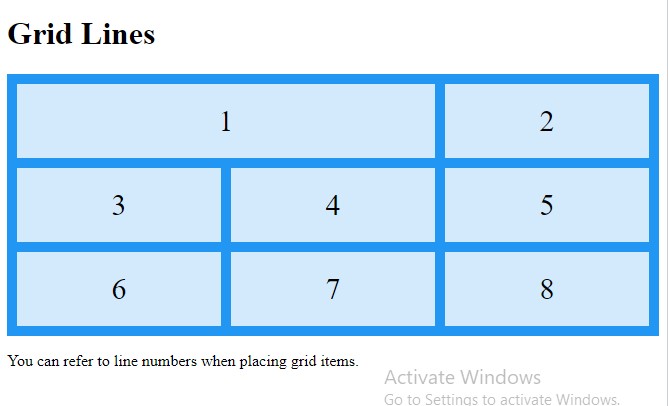 Grid Lines
1 2
3 4 5
6 7 8
You can refer to line numbers when placing grid items.
Activate Windows
Go to Settings to activate Windows.